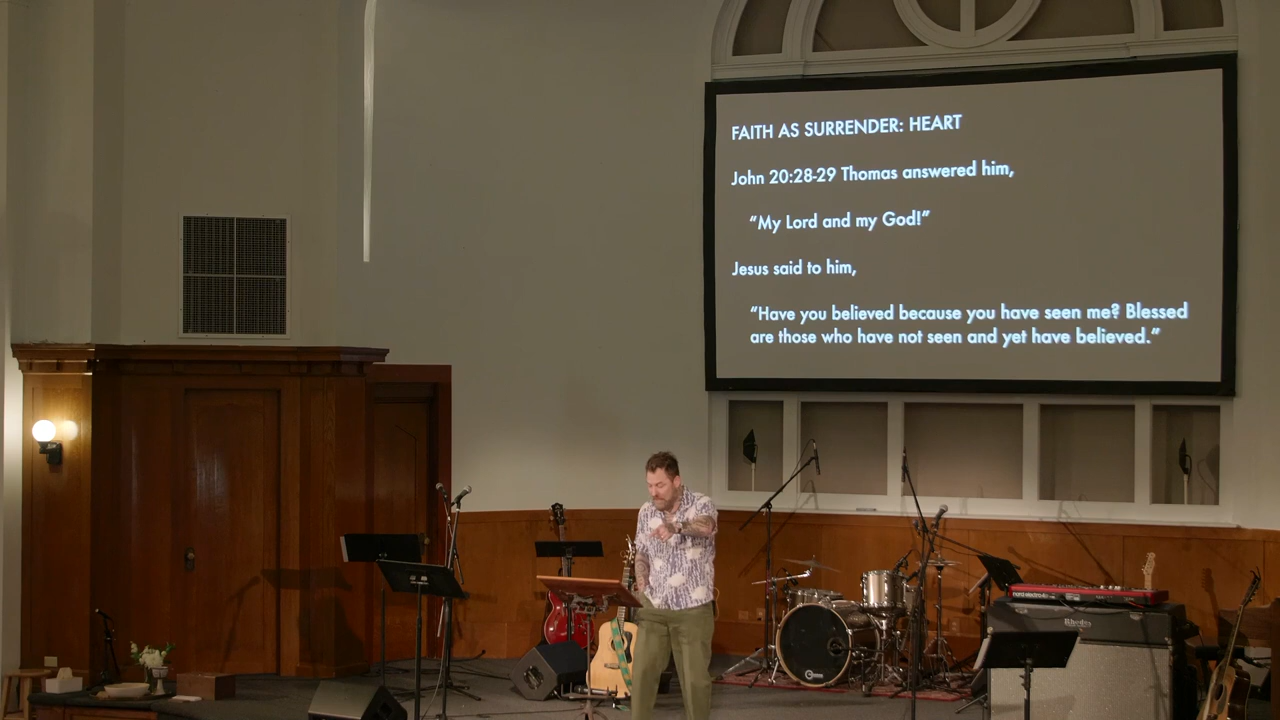 FAITH AS SURRENDER: HEART
John 20:28-29 Thomas answered him,
“My Lord and my God!”
Jesus said to him,
“Have you believed because you have seen me? Blessed
are those who have not seen and yet have believed.”
Rhodes